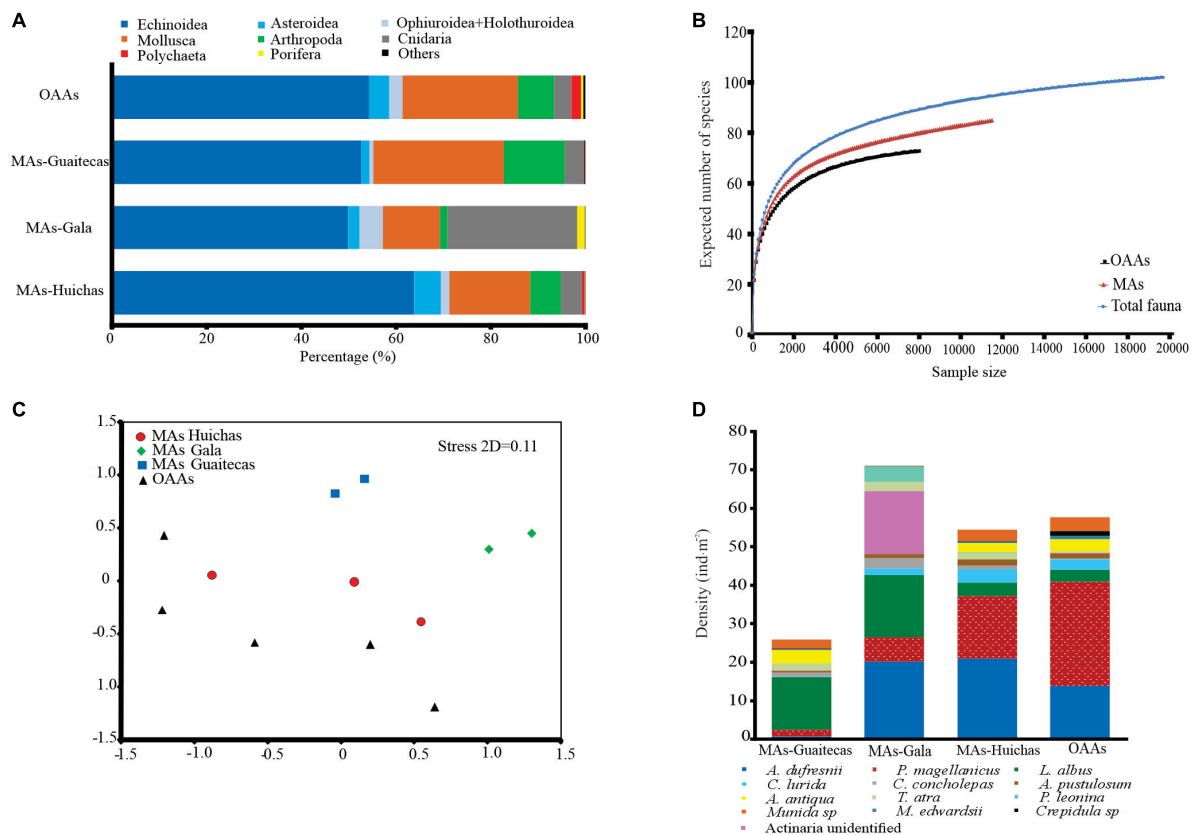 A
Echinoidea
Asteroidea
Ophiuroidea+Holothuroidea
Mollusca
Arthropoda
Cnidaria
Polychaeta
Porifera
Others
OAAs
MAs-Guaitecas
MAs-Gala
MAs-Huichas
0 20 40 60 80 100
Percentage (%)
B
Expected number of species
120
100
80
60
40
20
0
OAAs
MAs
Total fauna
0 2000 4000 6000 8000 10000 12000 14000 16000 18000 20000
Sample size
C
1.5
1.0
0.5
0
-0.5
1.0
-1.5
MAs Huichas
MAs Gala
MAs Guaitecas
OAAs
Stress 2D=0.11
-1.5 -1.0 -0.5 0 0.5 1.0 1.5
D
Density (ind·m⁻²)
80
70
60
50
40
30
20
10
0
MAs-Guaitecas MAs-Gala MAs-Huichas OAAs
A. dufresnii P. magellanicus L. albus
C. lurida C. concholepas A. pustulosum
A. antiqua T. atra P. leonina
Munida sp M. edwardsii Crepidula sp
Actinaria unidentified